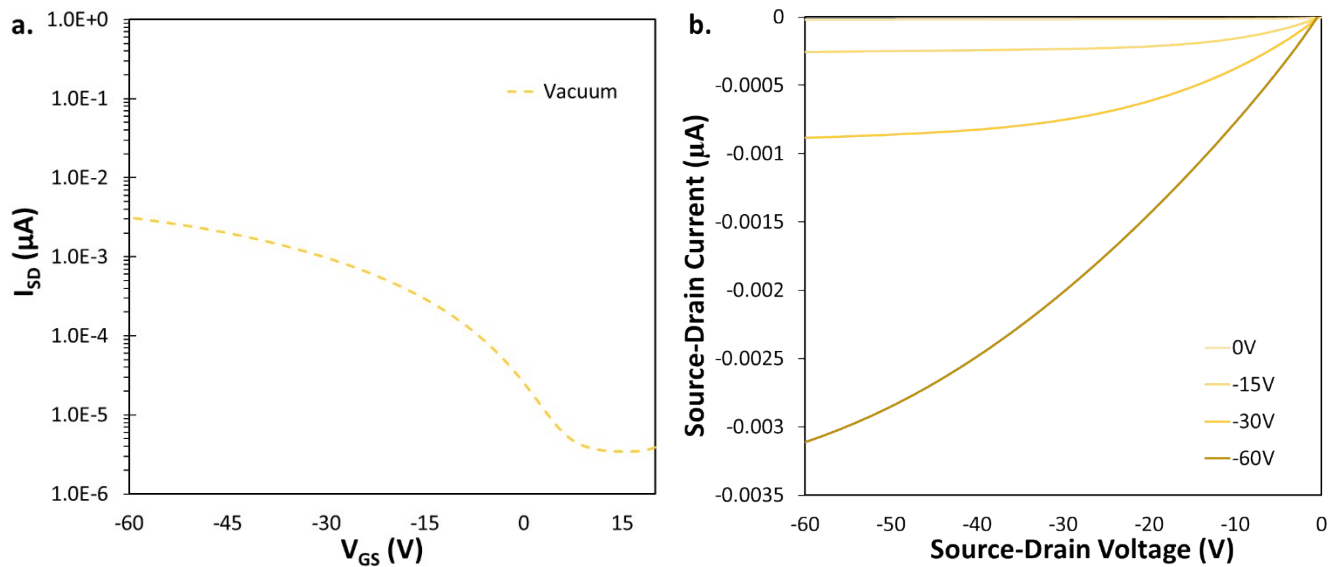 a.
1.0E+0
1.0E-1
1.0E-2
1.0E-3
1.0E-4
1.0E-5
1.0E-6
I_SD (µA)
Vacuum
-60 -45 -30 -15 0 15
V_GS (V)
b.
0
-0.0005
-0.001
-0.0015
-0.002
-0.0025
-0.003
-0.0035
Source-Drain Current (µA)
0V
-15V
-30V
-60V
-60 -50 -40 -30 -20 -10 0
Source-Drain Voltage (V)